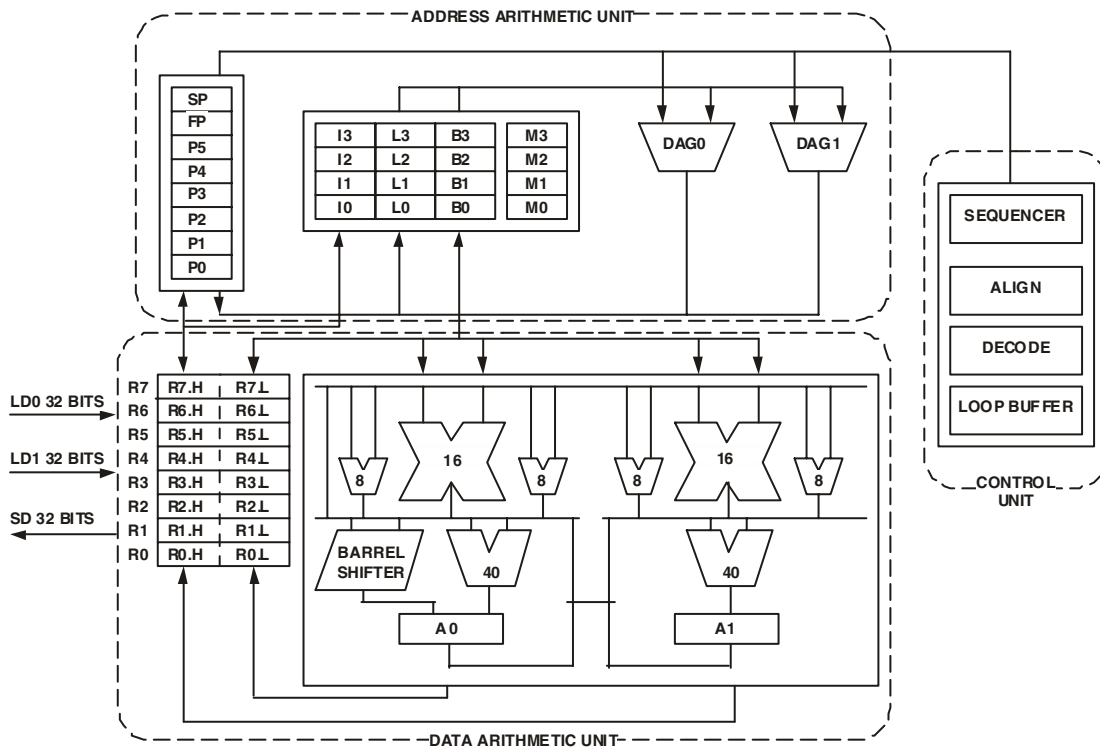 ADDRESS ARITHMETIC UNIT
SP
FP
P5
P4
P3
P2
P1
P0
I3 L3 B3 M3
I2 L2 B2 M2
I1 L1 B1 M1
I0 L0 B0 M0
DAG0 DAG1
SEQUENCER
ALIGN
DECODE
LOOP BUFFER
CONTROL
UNIT
LD0 32 BITS
LD1 32 BITS
SD 32 BITS
R7 R7.H R7.L
R6 R6.H R6.L
R5 R5.H R5.L
R4 R4.H R4.L
R3 R3.H R3.L
R2 R2.H R2.L
R1 R1.H R1.L
R0 R0.H R0.L
8 16 8 8 16 8
BARREL
SHIFTER
40 40
A0 A1
DATA ARITHMETIC UNIT